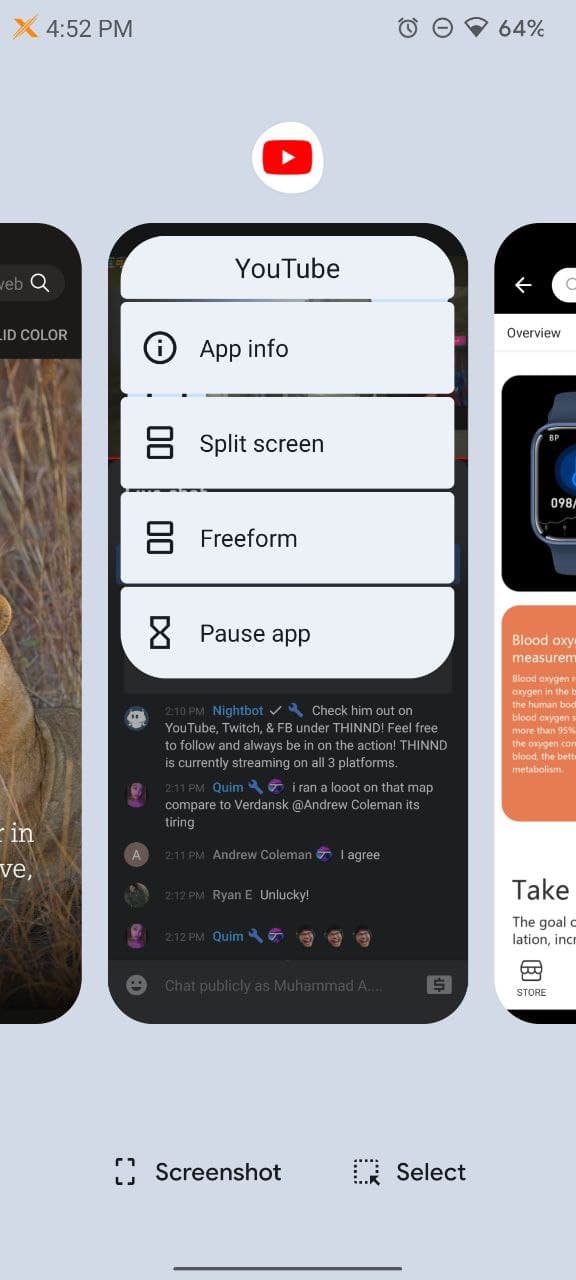 4:52 PM
64%
web
LID COLOR
r in
ve,
YouTube
App info
Split screen
Freeform
Pause app
2:10 PM Nightbot Check him out on
YouTube, Twitch, & FB under THINND! Feel free
to follow and always be in on the action! THINND
is currently streaming on all 3 platforms.
2:11 PM Quim i ran a looot on that map
compare to Verdansk @Andrew Coleman its
tiring
A
2:11 PM Andrew Coleman I agree
2:12 PM Ryan E Unlucky!
2:12 PM Quim
Chat publicly as Muhammad A....
Overview
BP
098/
Blood oxy
measurem
Blood oxygen r
oxygen in the b
the human bod
blood oxygen s
more than 95%
the oxygen con
blood, the bett
metabolism.
Take
The goal o
lation, incr
STORE
Screenshot
Select